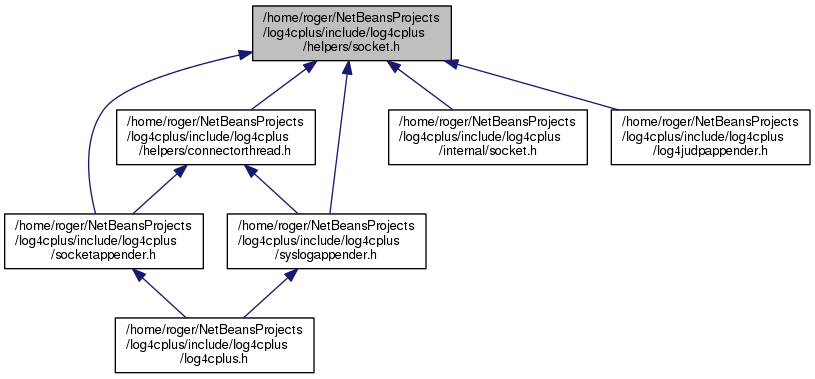 /home/roger/NetBeansProjects
/log4cplus/include/log4cplus
/helpers/socket.h
/home/roger/NetBeansProjects
/log4cplus/include/log4cplus
/helpers/connectorthread.h
/home/roger/NetBeansProjects
/log4cplus/include/log4cplus
/internal/socket.h
/home/roger/NetBeansProjects
/log4cplus/include/log4cplus
/log4judpappender.h
/home/roger/NetBeansProjects
/log4cplus/include/log4cplus
/socketappender.h
/home/roger/NetBeansProjects
/log4cplus/include/log4cplus
/syslogappender.h
/home/roger/NetBeansProjects
/log4cplus/include/log4cplus
/log4cplus.h